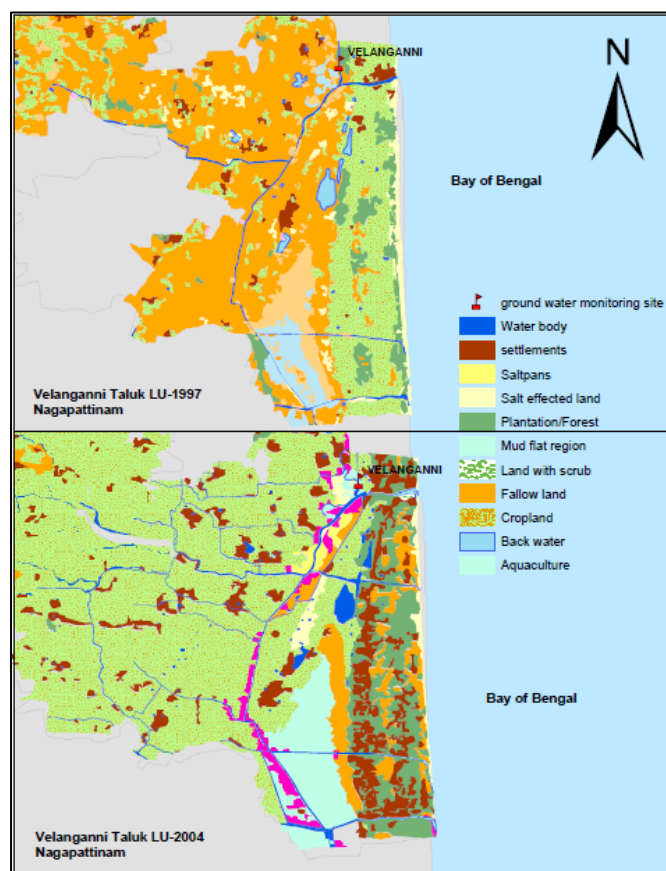 VELANGANNI
N
Bay of Bengal
ground water monitoring site
Water body
settlements
Saltpans
Salt effected land
Plantation/Forest
Mud flat region
Land with scrub
Fallow land
Cropland
Back water
Aquaculture
Velanganni Taluk LU-1997
Nagapattinam
VELANGANNI
Bay of Bengal
Velanganni Taluk LU-2004
Nagapattinam